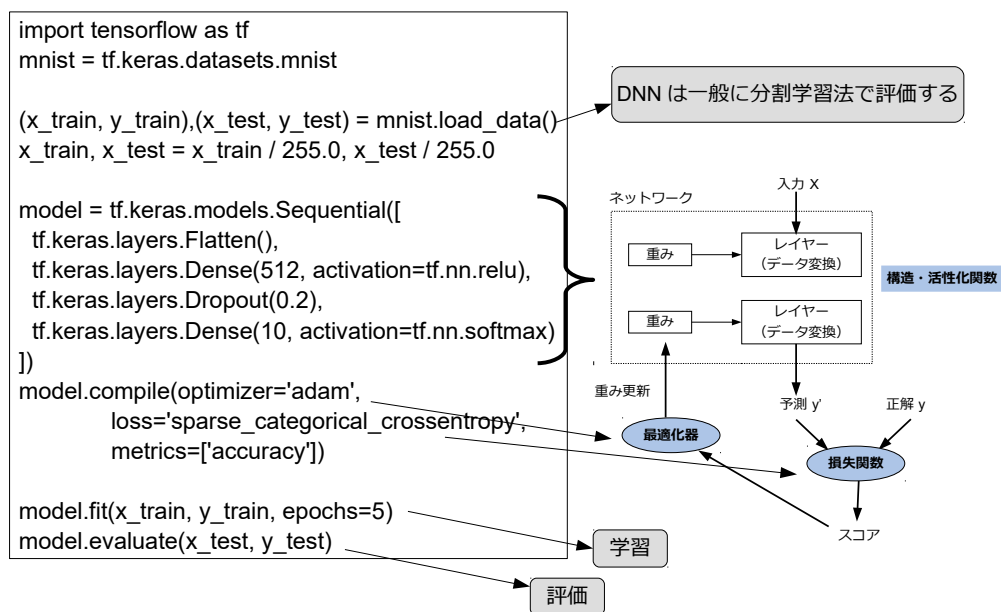 import tensorflow as tf
mnist = tf.keras.datasets.mnist
(x_train, y_train),(x_test, y_test) = mnist.load_data()
x_train, x_test = x_train / 255.0, x_test / 255.0
model = tf.keras.models.Sequential([
  tf.keras.layers.Flatten(),
  tf.keras.layers.Dense(512, activation=tf.nn.relu),
  tf.keras.layers.Dropout(0.2),
  tf.keras.layers.Dense(10, activation=tf.nn.softmax)
])
model.compile(optimizer='adam',
loss='sparse_categorical_crossentropy',
metrics=['accuracy'])
model.fit(x_train, y_train, epochs=5)
model.evaluate(x_test, y_test)
DNN は一般に分割学習法で評価する
入力 X
ネットワーク
重み
レイヤー
（データ変換）
構造・活性化関数
重み
レイヤー
（データ変換）
重み更新
予測 y'
正解 y
最適化器
損失関数
スコア
学習
評価